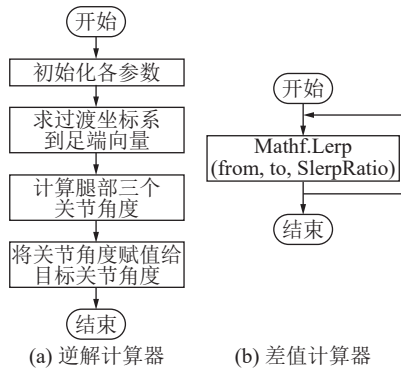 开始
初始化各参数
求过渡坐标系
到足端向量
计算腿部三个
关节角度
将关节角度赋值给
目标关节角度
结束
(a) 逆解计算器
开始
Mathf.Lerp
(from, to, SlerpRatio)
结束
(b) 差值计算器